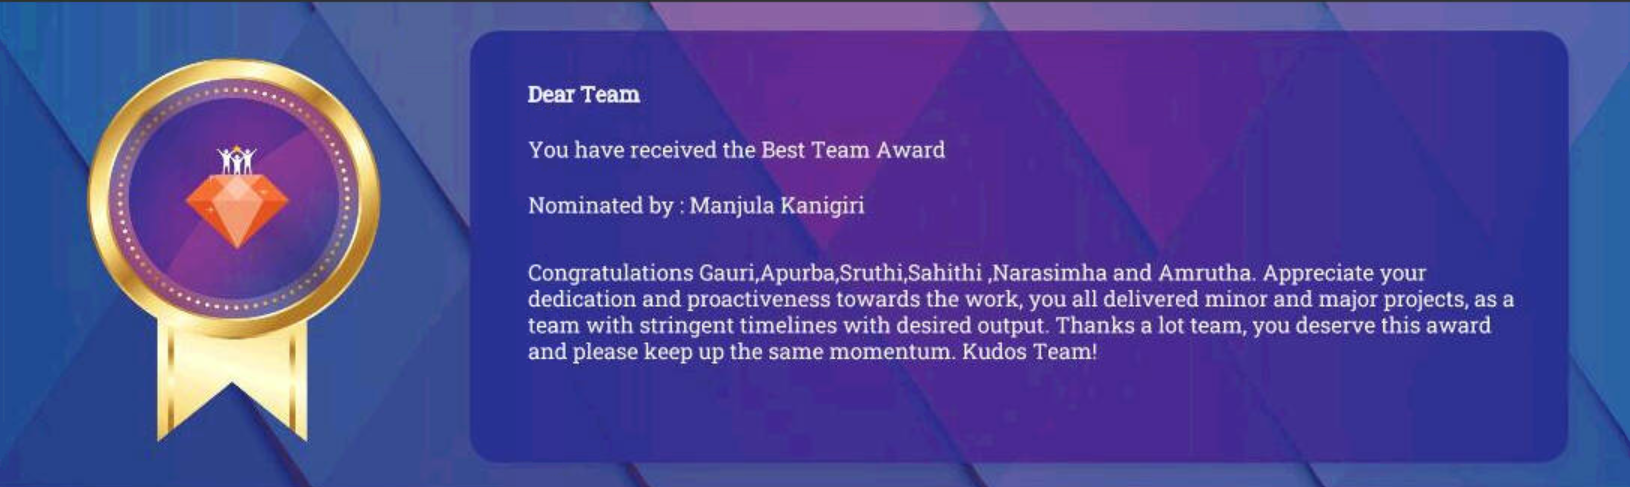 Dear Team
You have received the Best Team Award
Nominated by : Manjula Kanigiri
Congratulations Gauri,Apurba,Sruthi,Sahithi ,Narasimha and Amrutha. Appreciate your
dedication and proactiveness towards the work, you all delivered minor and major projects, as a
team with stringent timelines with desired output. Thanks a lot team, you deserve this award
and please keep up the same momentum. Kudos Team!